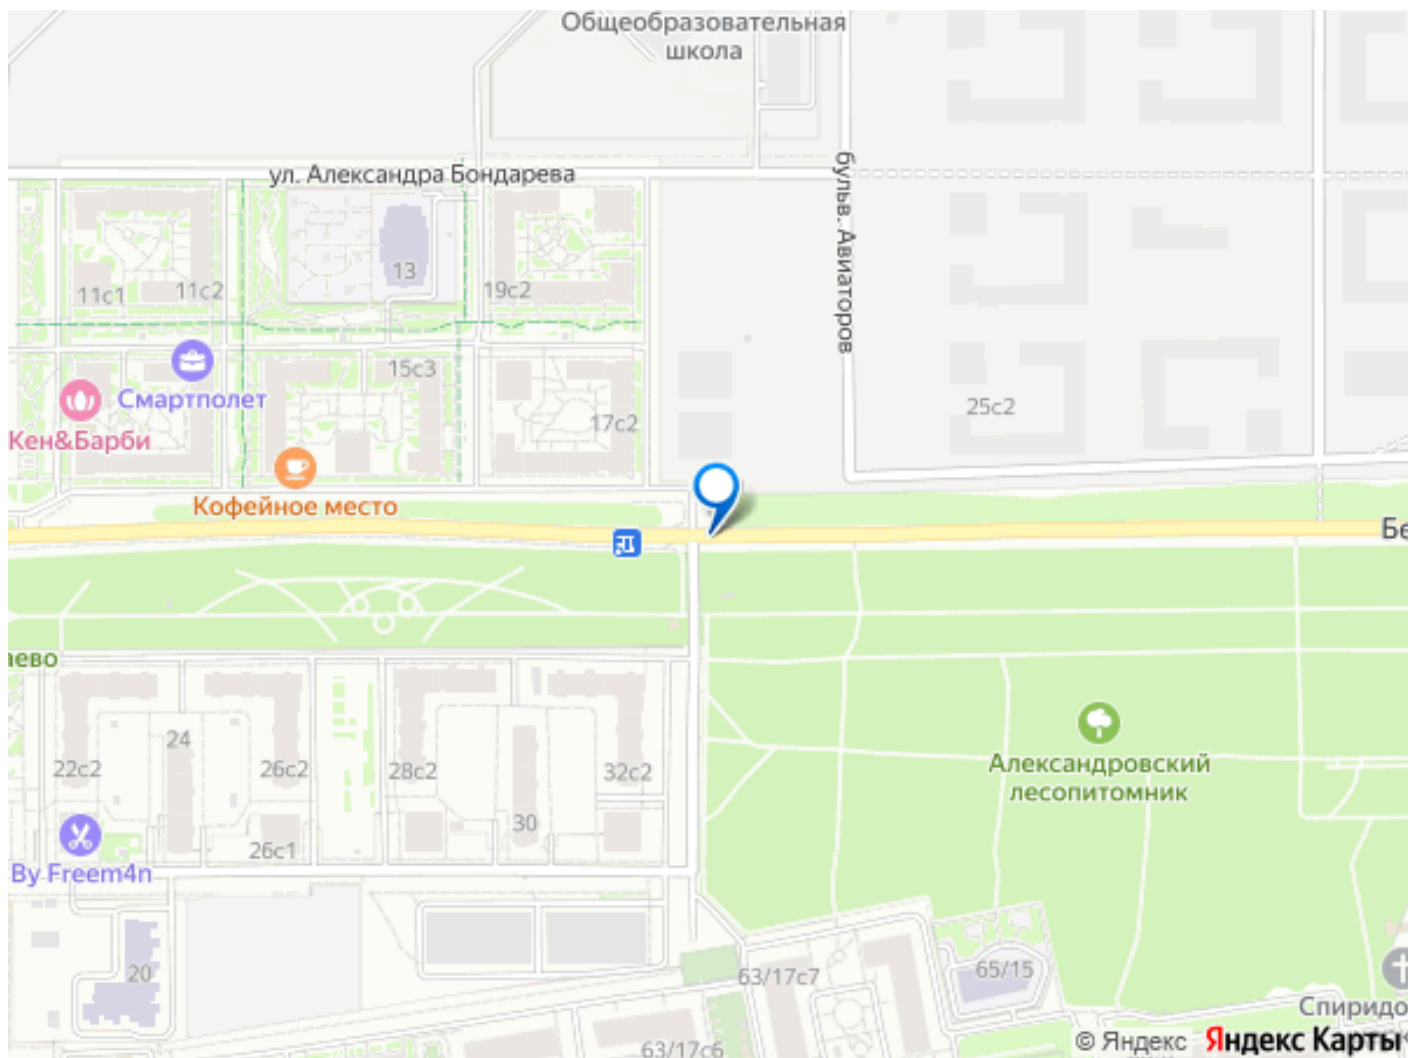 Общеобразовательная
школа
ул. Александра Бондарева
бульв. Авиаторов
13
11с1
11с2
19с2
15с3
Смартполет
25с2
17с2
Кен&Барби
Кофейное место
Бе
аево
24
22с2
26с2
28с2
32с2
Александровский
лесопитомник
30
26с1
By Freem4n
20
63/17с7
65/15
Спиридо
63/17с6
© Яндекс Яндекс Карты